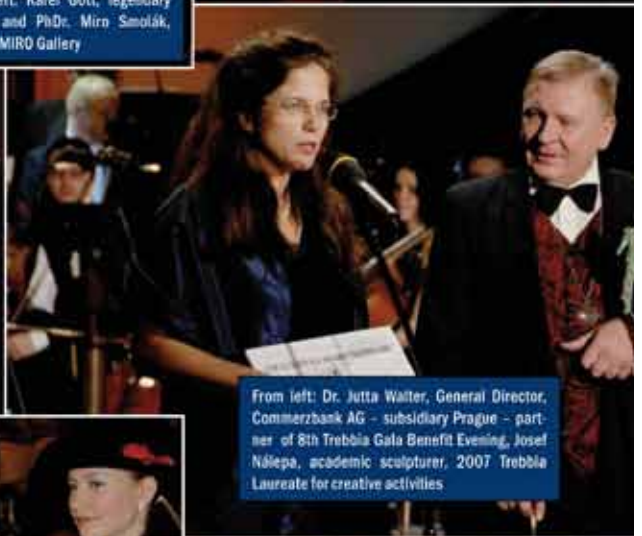 left: Karel Gott, legendary
and PhDr. Miro Smolák,
MIRO Gallery
From left: Dr. Jutta Walter, General Director,
Commerzbank AG – subsidiary Prague – part-
ner of 8th Trebbia Gala Benefit Evening, Josef
Nálepa, academic sculpturer, 2007 Trebbia
Laureate for creative activities